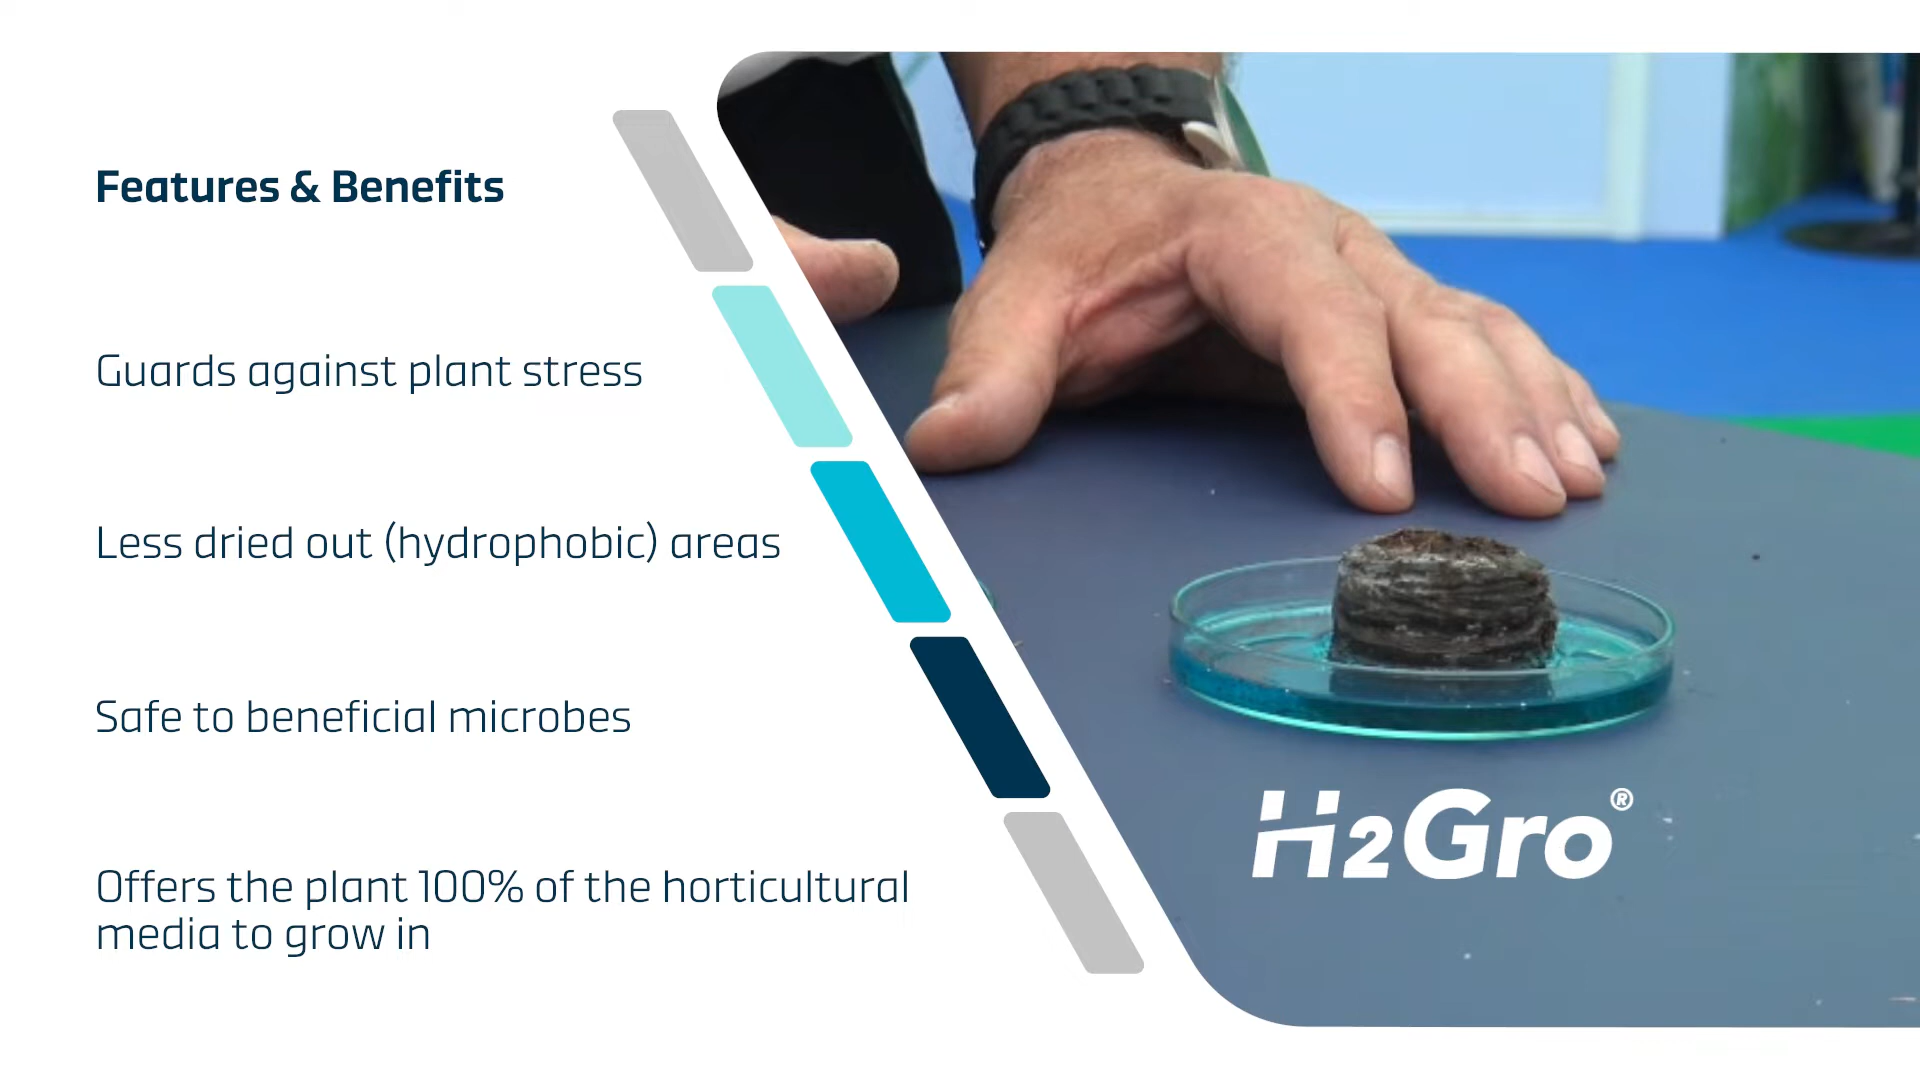 Features & Benefits
Guards against plant stress
Less dried out (hydrophobic) areas
Safe to beneficial microbes
Offers the plant 100% of the horticultural
media to grow in
H2Gro®